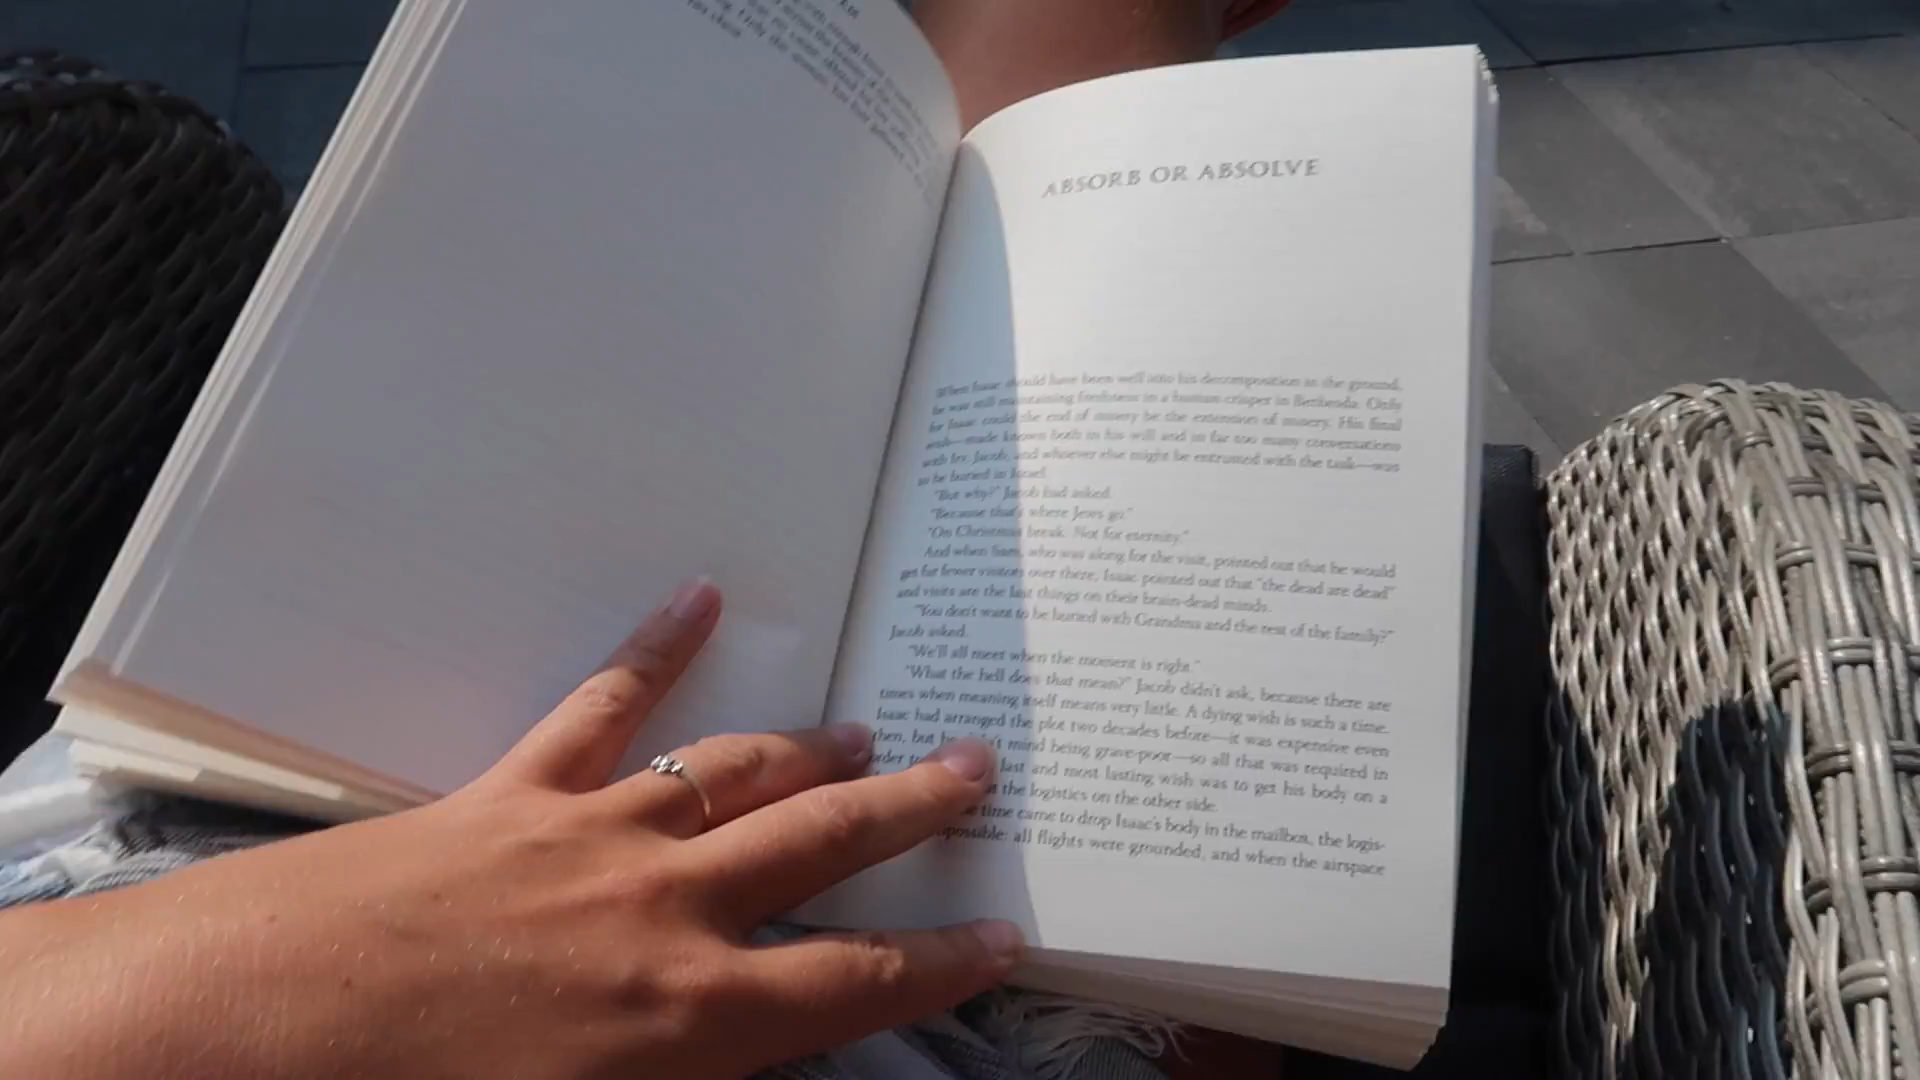 ABSORB OR ABSOLVE
When Isaac should have been well into his decomposition in the ground,
he was still maintaining freshness in a human crisper in Bethesda. Only
for Isaac could the end of misery be the extension of misery. His final
wish—made known both in his will and in far too many conversations
with Irv, Jacob, and whoever else might be entrusted with the task—was
to be buried in Israel.
"But why?" Jacob had asked.
"Because that's where Jews go."
"On Christmas break. Not for eternity."
And when Sam, who was along for the visit, pointed out that he would
get far fewer visitors over there, Isaac pointed out that "the dead are dead"
and visits are the last things on their brain-dead minds.
"You don't want to be buried with Grandma and the rest of the family?"
Jacob asked.
"We'll all meet when the moment is right."
"What the hell does that mean?" Jacob didn't ask, because there are
times when meaning itself means very little. A dying wish is such a time.
Isaac had arranged the plot two decades before—it was expensive even
then, but he didn't mind being grave-poor—so all that was required in
order to last and most lasting wish was to get his body on a
the logistics on the other side.
time came to drop Isaac's body in the mailbox, the logis-
all flights were grounded, and when the airspace